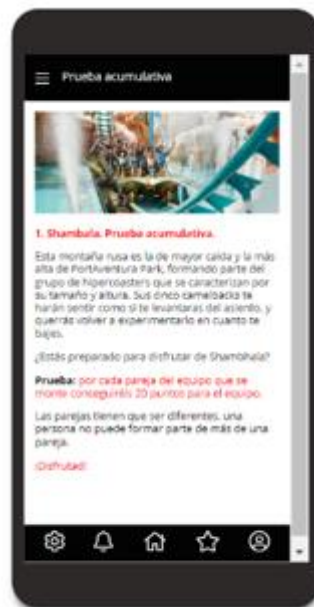 Prueba acumulativa
1. Shambala. Prueba acumulativa.
Esta montaña rusa es la de mayor caída y la más
alta de PortAventura Park, formando parte del
grupo de hipercoasters que se caracterizan por
su tamaño y altura. Sus cinco camelbacks te
harán sentir como si te levantaras del asiento, y
querrás volver a experimentarlo en cuanto te
bajes.
¿Estás preparado para disfrutar de Shambhala?
Prueba: por cada pareja del equipo que se
monte conseguiréis 20 puntos para el equipo.
Las parejas tienen que ser diferentes, una
persona no puede formar parte de más de una
pareja.
¡Disfrutad!